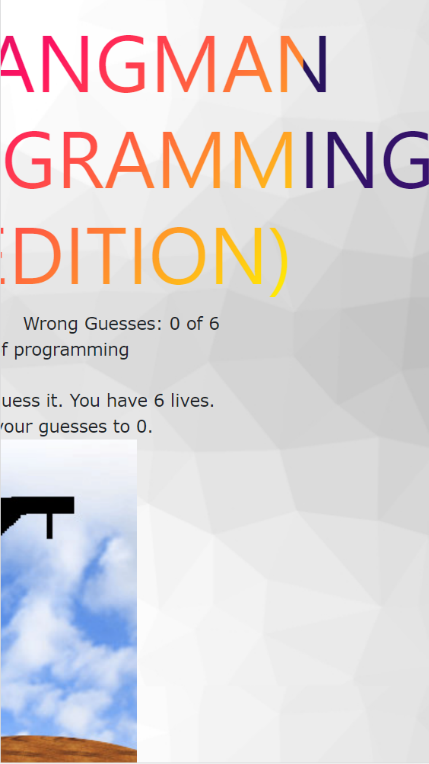 ANGMAN
GRAMMING
EDITION)
Wrong Guesses: 0 of 6
f programming
uess it. You have 6 lives.
your guesses to 0.